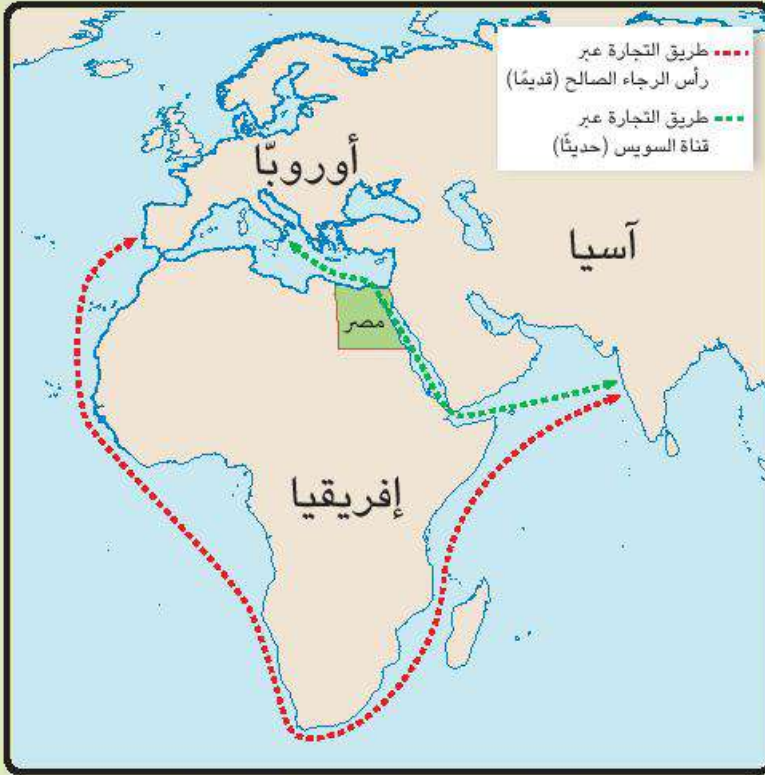 طريق التجارة عبر
رأس الرجاء الصالح (قديمًا)
طريق التجارة عبر
قناة السويس (حديثًا)
أوروبّا
آسيا
مصر
إفريقيا